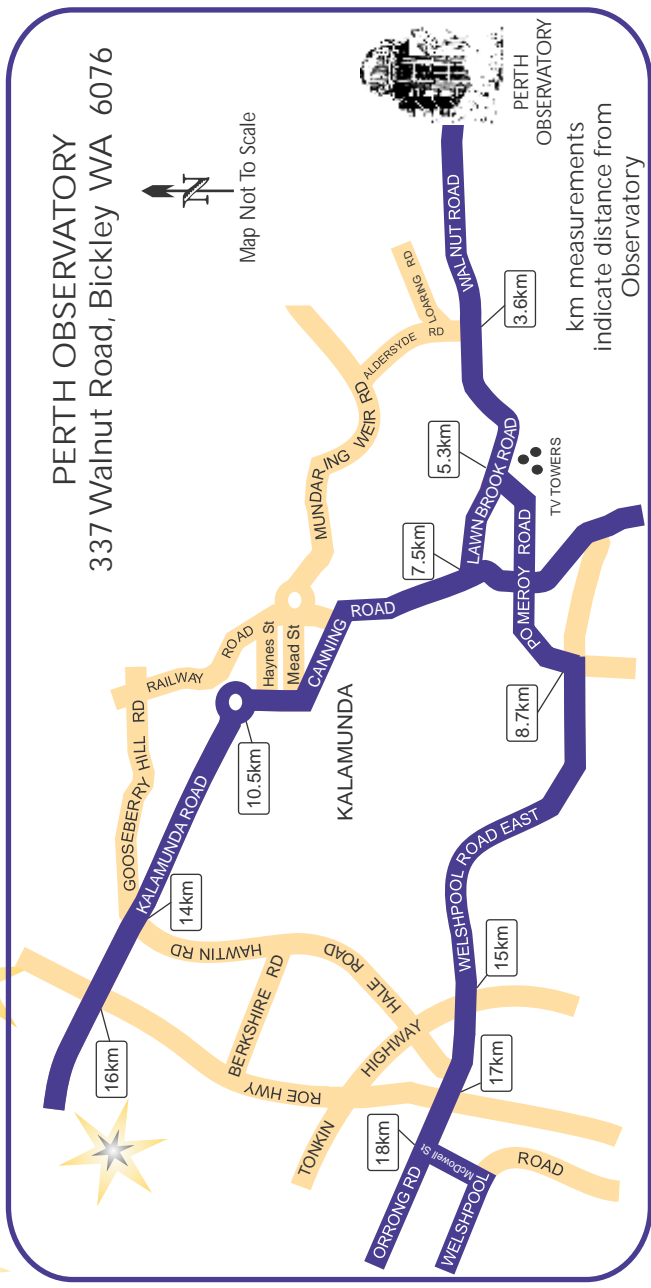 PERTH OBSERVATORY
337 Walnut Road, Bickley WA 6076
N
Map Not To Scale
PERTH
OBSERVATORY
km measurements
indicate distance from
Observatory
WALNUT ROAD
3.6km
LOARING RD
ALDERSYDE RD
MUNDARING WEIR RD
5.3km
LAWNBROOK ROAD
TV TOWERS
7.5km
POMEROY ROAD
8.7km
CANNING ROAD
Haynes St
Mead St
RAILWAY ROAD
KALAMUNDA
10.5km
GOOSEBERRY HILL RD
KALAMUNDA ROAD
14km
16km
HAWTIN RD
BERKSHIRE RD
HALE ROAD
ROE HWY
TONKIN HIGHWAY
WELSHPOOL ROAD EAST
15km
17km
18km
McDowell St
ORRONG RD
WELSHPOOL ROAD